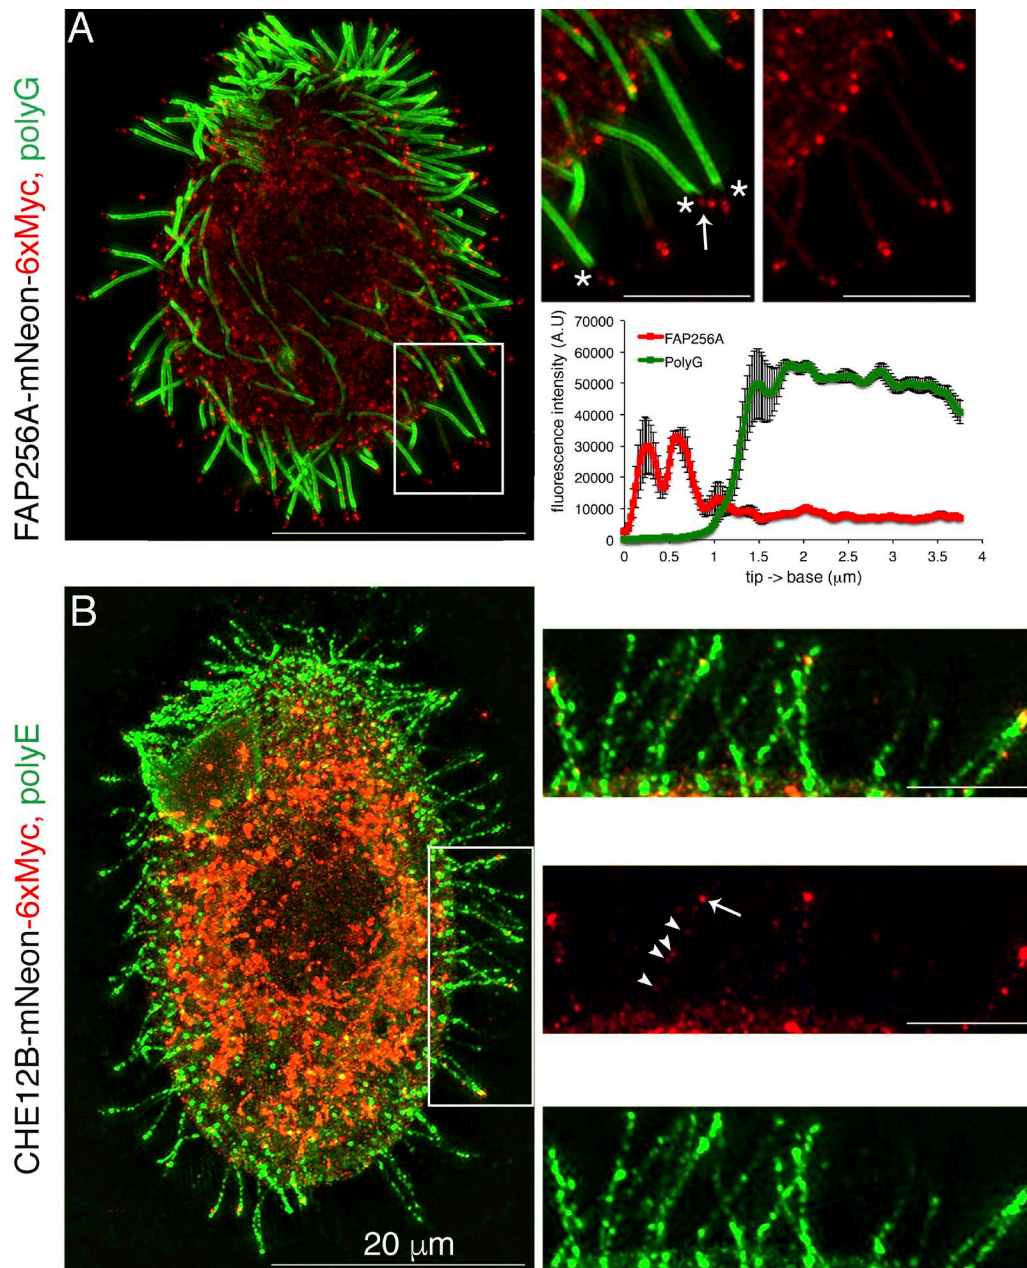 FAP256A-mNeon-6xMyc, polyG
A
*
*
*
fluorescence intensity (A.U)
70000
60000
50000
40000
30000
20000
10000
0
FAP256A
PolyG
0 0.5 1 1.5 2 2.5 3 3.5 4
tip -> base (μm)
CHE12B-mNeon-6xMyc, polyE
B
20 μm